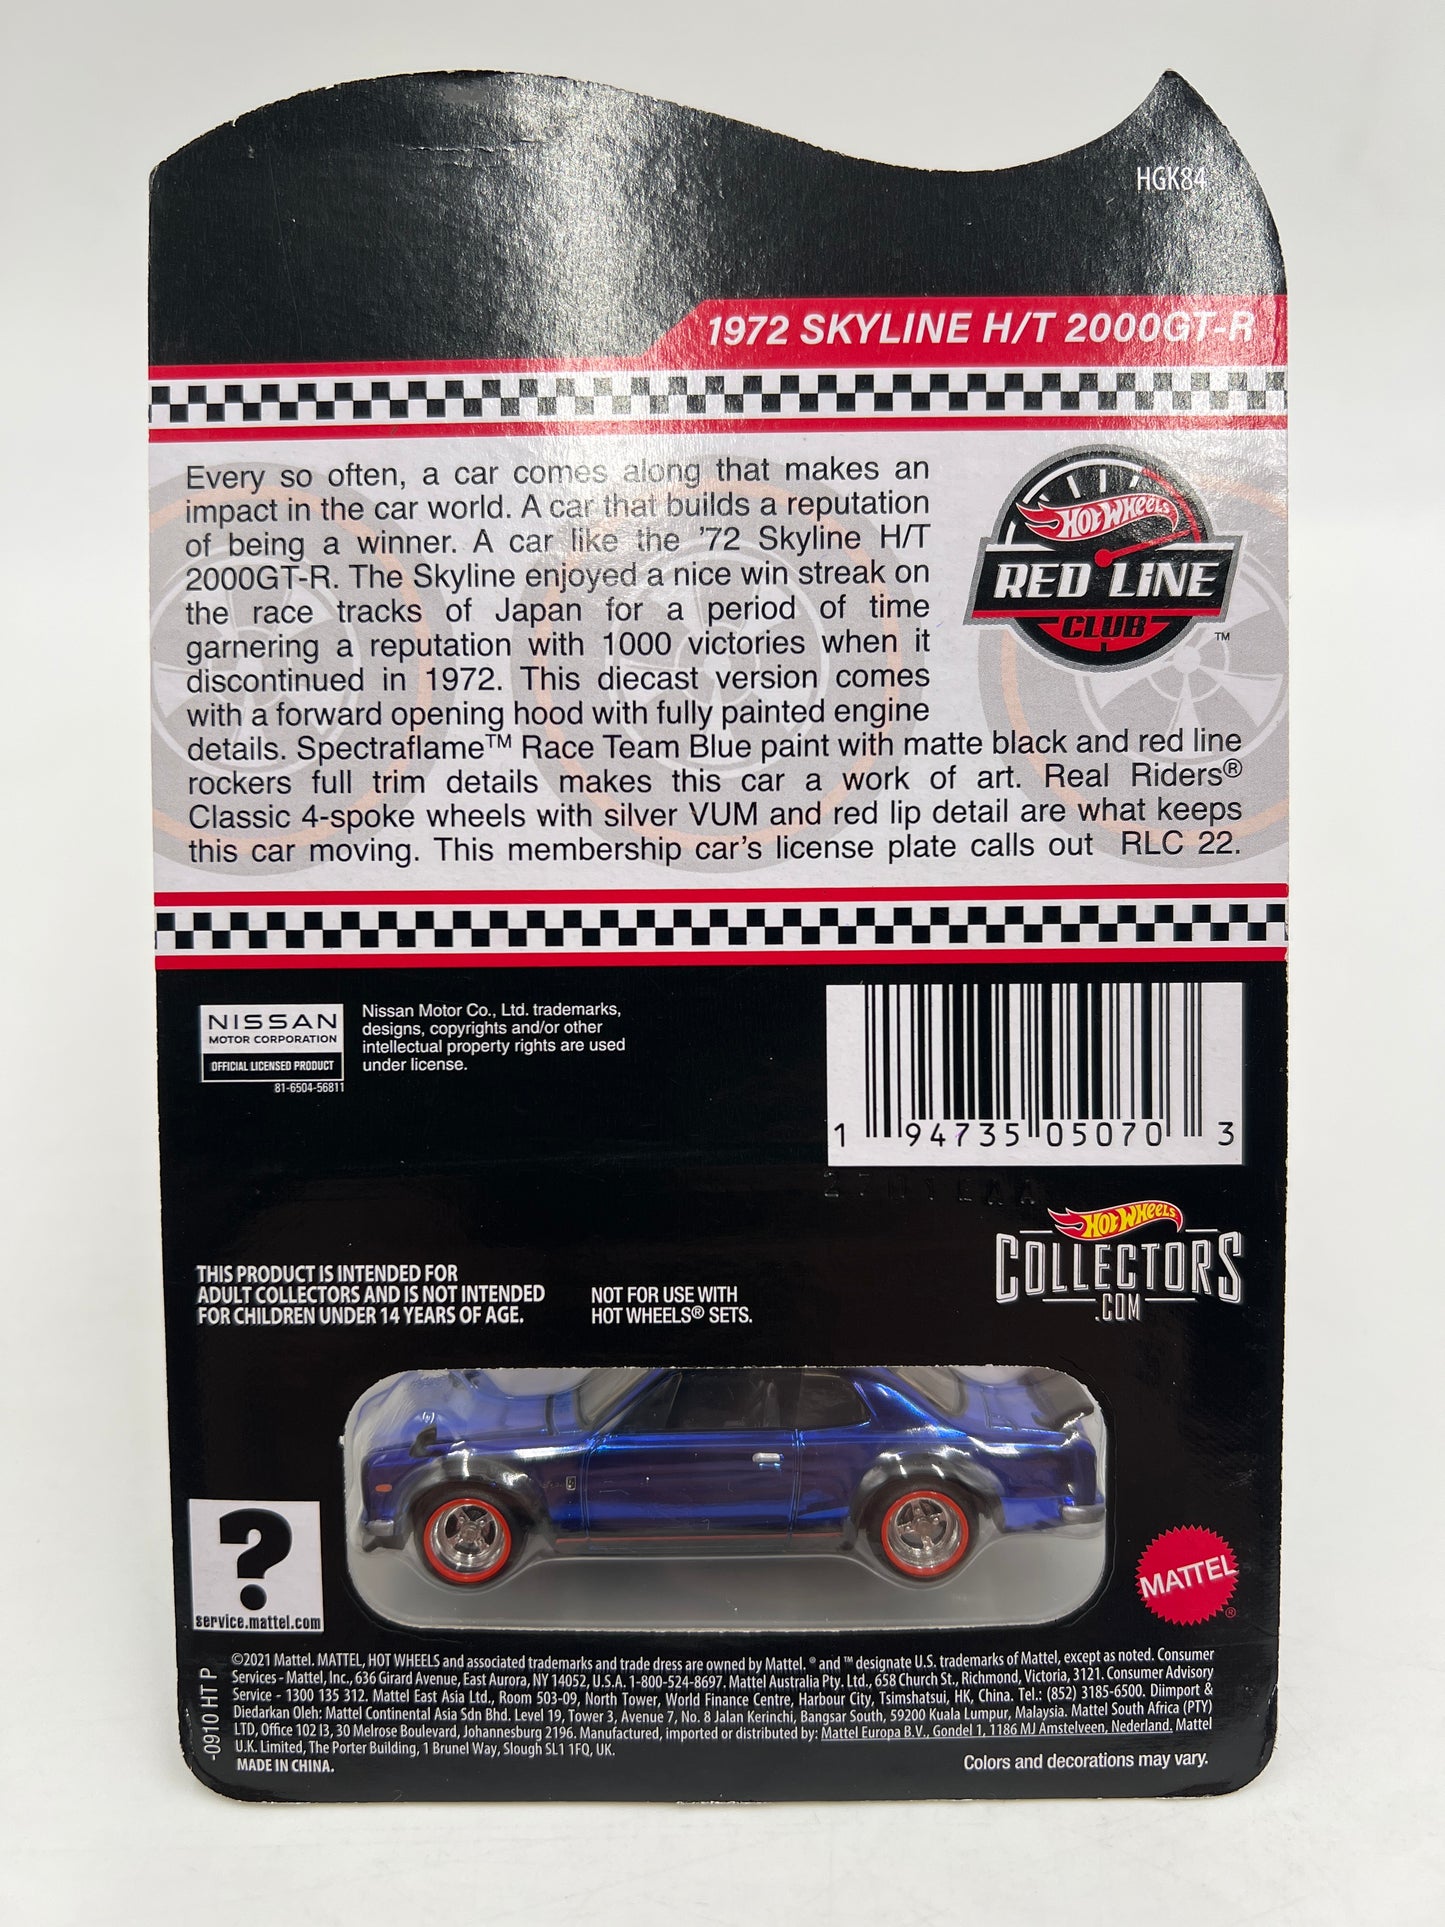 HGK84
1972 SKYLINE H/T 2000GT-R
Every so often, a car comes along that makes an
impact in the car world. A car that builds a reputation
of being a winner. A car like the ’72 Skyline H/T
2000GT-R. The Skyline enjoyed a nice win streak on
the race tracks of Japan for a period of time
garnering a reputation with 1000 victories when it
discontinued in 1972. This diecast version comes
with a forward opening hood with fully painted engine
details. Spectraflame™ Race Team Blue paint with matte black and red line
rockers full trim details makes this car a work of art. Real Riders®
Classic 4-spoke wheels with silver VUM and red lip detail are what keeps
this car moving. This membership car’s license plate calls out RLC 22.
HOT WHEELS
RED LINE
CLUB
™
NISSAN
MOTOR CORPORATION
OFFICIAL LICENSED PRODUCT
81-6504-56811
Nissan Motor Co., Ltd. trademarks,
designs, copyrights and/or other
intellectual property rights are used
under license.
1 94735 05070 3
HOT WHEELS
COLLECTORS
.COM
THIS PRODUCT IS INTENDED FOR
ADULT COLLECTORS AND IS NOT INTENDED
FOR CHILDREN UNDER 14 YEARS OF AGE.
NOT FOR USE WITH
HOT WHEELS® SETS.
?
service.mattel.com
MATTEL
®
-0910 HT P
©2021 Mattel. MATTEL, HOT WHEELS and associated trademarks and trade dress are owned by Mattel. ® and ™ designate U.S. trademarks of Mattel, except as noted. Consumer
Services - Mattel, Inc., 636 Girard Avenue, East Aurora, NY 14052, U.S.A. 1-800-524-8697. Mattel Australia Pty. Ltd., 658 Church St., Richmond, Victoria, 3121. Consumer Advisory
Service - 1300 135 312. Mattel East Asia Ltd., Room 503-09, North Tower, World Finance Centre, Harbour City, Tsimshatsui, HK, China. Tel.: (852) 3185-6500. Diimport &
Diedarkan Oleh: Mattel Continental Asia Sdn Bhd. Level 19, Tower 3, Avenue 7, No. 8 Jalan Kerinchi, Bangsar South, 59200 Kuala Lumpur, Malaysia. Mattel South Africa (PTY)
LTD, Office 102 I3, 30 Melrose Boulevard, Johannesburg 2196. Manufactured, imported or distributed by: Mattel Europa B.V., Gondel 1, 1186 MJ Amstelveen, Nederland. Mattel
U.K. Limited, The Porter Building, 1 Brunel Way, Slough SL1 1FQ, UK.
MADE IN CHINA.
Colors and decorations may vary.